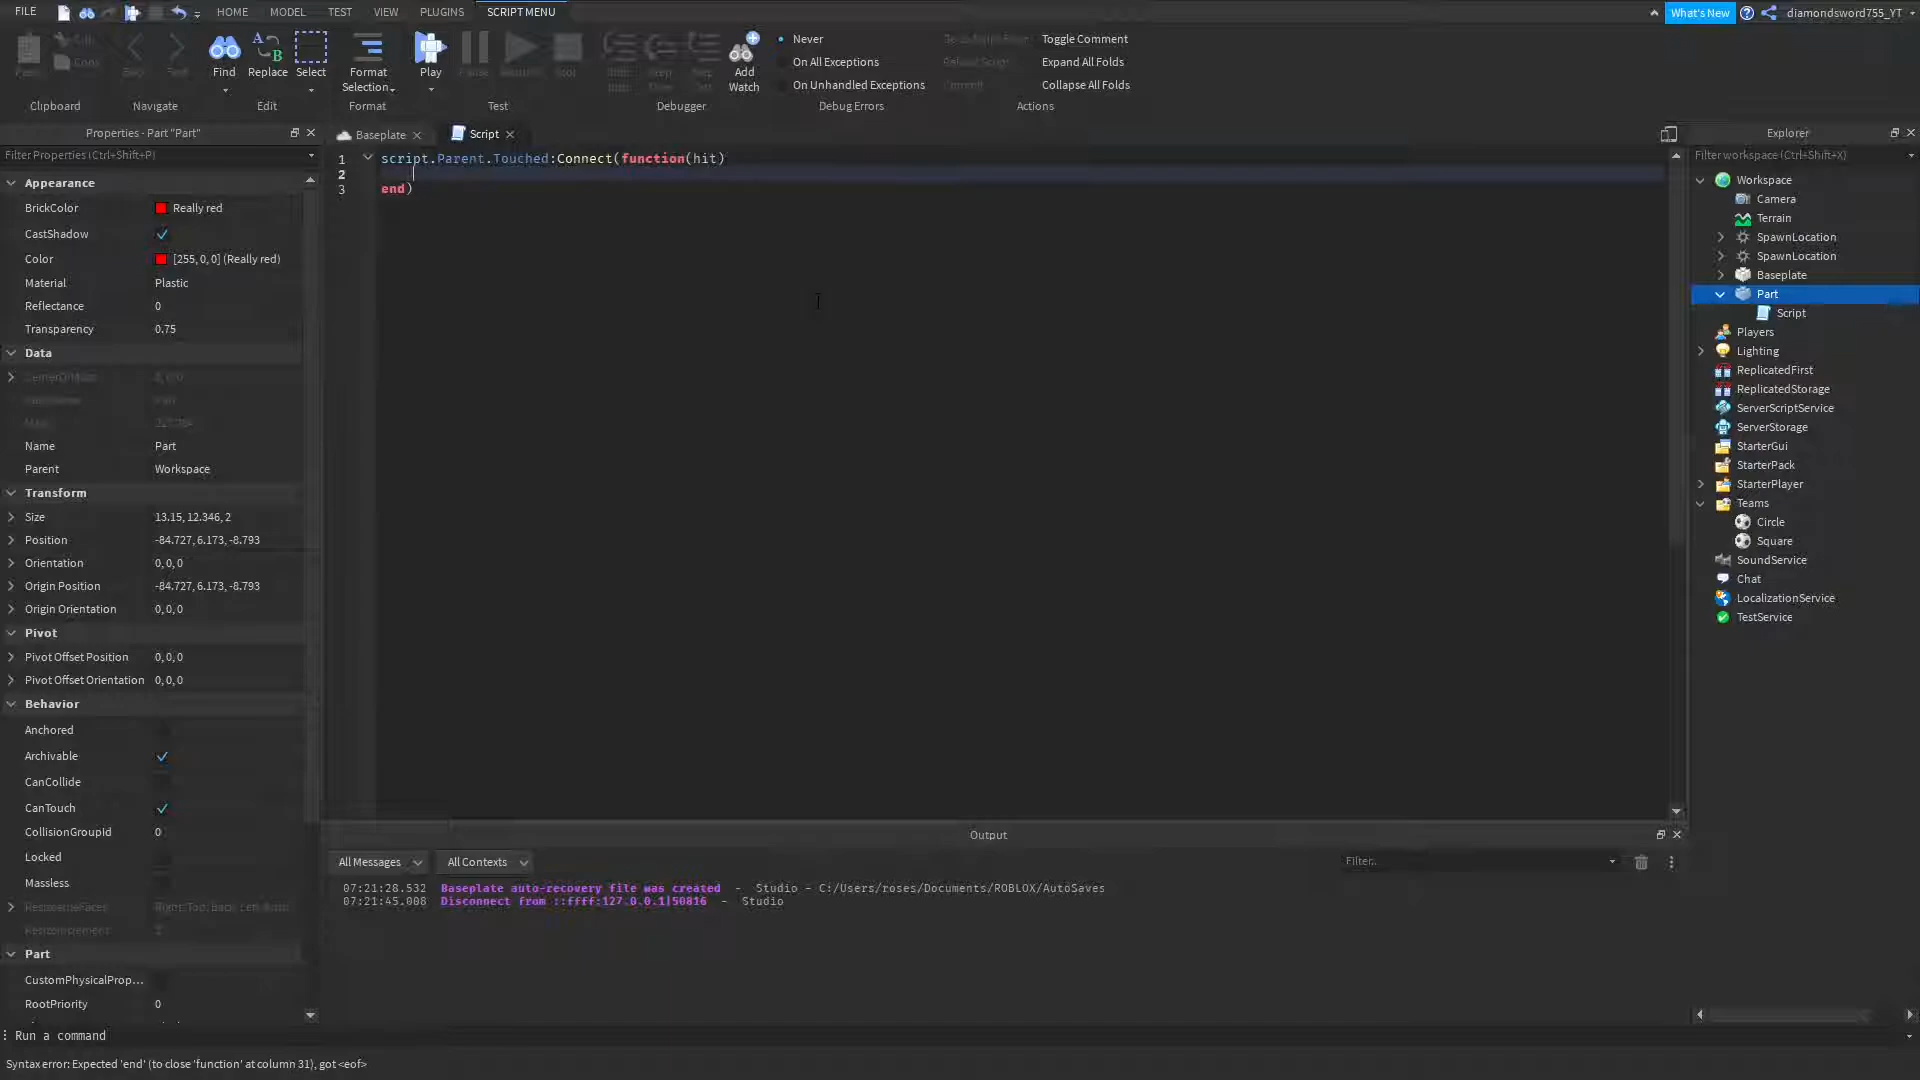 FILE
HOME
MODEL
TEST
VIEW
PLUGINS
SCRIPT MENU
What's New
diamondsword755_YT
Find
Replace
Select
Format
Selection
Play
Add
Watch
Never
On All Exceptions
On Unhandled Exceptions
Toggle Comment
Expand All Folds
Collapse All Folds
Clipboard
Navigate
Edit
Format
Test
Debugger
Debug Errors
Actions
Properties - Part "Part"
Filter Properties (Ctrl+Shift+P)
Appearance
BrickColor Really red
CastShadow
Color [255, 0, 0] (Really red)
Material Plastic
Reflectance 0
Transparency 0.75
Data
Name Part
Parent Workspace
Transform
Size 13.15, 12.346, 2
Position -84.727, 6.173, -8.793
Orientation 0, 0, 0
Origin Position -84.727, 6.173, -8.793
Origin Orientation 0, 0, 0
Pivot
Pivot Offset Position 0, 0, 0
Pivot Offset Orientation 0, 0, 0
Behavior
Anchored
Archivable
CanCollide
CanTouch
CollisionGroupId 0
Locked
Massless
Part
CustomPhysicalProp...
RootPriority 0
Baseplate
Script
1 script.Parent.Touched:Connect(function(hit)
2
3 end)
Output
All Messages
All Contexts
Filter...
07:21:28.532 Baseplate auto-recovery file was created - Studio - C:/Users/roses/Documents/ROBLOX/AutoSaves
07:21:45.008 Disconnect from ::ffff:127.0.0.1|50816 - Studio
Explorer
Filter workspace (Ctrl+Shift+X)
Workspace
Camera
Terrain
SpawnLocation
SpawnLocation
Baseplate
Part
Script
Players
Lighting
ReplicatedFirst
ReplicatedStorage
ServerScriptService
ServerStorage
StarterGui
StarterPack
StarterPlayer
Teams
Circle
Square
SoundService
Chat
LocalizationService
TestService
Run a command
Syntax error: Expected 'end' (to close 'function' at column 31), got <eof>